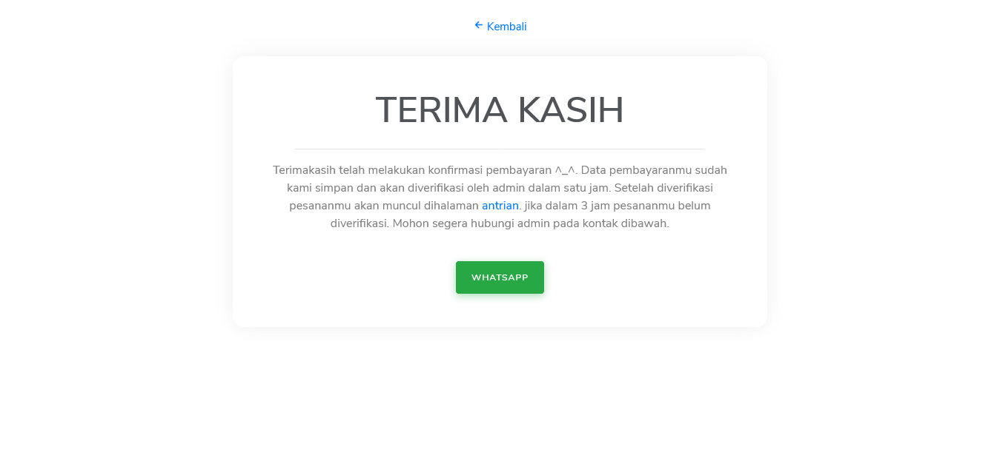 ← Kembali
TERIMA KASIH
Terimakasih telah melakukan konfirmasi pembayaran ^_^. Data pembayaranmu sudah
kami simpan dan akan diverifikasi oleh admin dalam satu jam. Setelah diverifikasi
pesananmu akan muncul dihalaman antrian. jika dalam 3 jam pesananmu belum
diverifikasi. Mohon segera hubungi admin pada kontak dibawah.
WHATSAPP